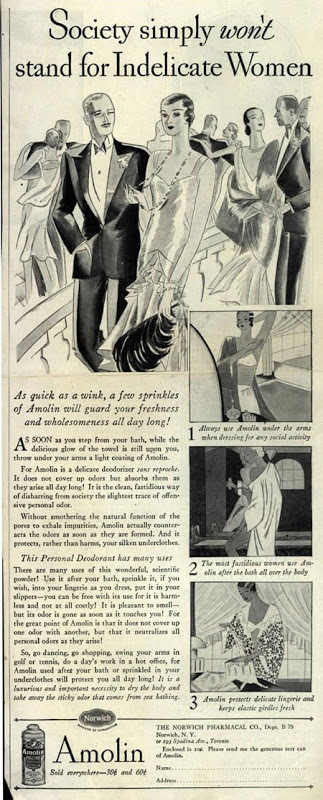 Society simply won't
stand for Indelicate Women
As quick as a wink, a few sprinkles
of Amolin will guard your freshness
and wholesomeness all day long!
AS SOON as you step from your bath, while the
delicious glow of the towel is still upon you,
throw under your arms a light coating of Amolin.
For Amolin is a delicate deodorizer sans reproche.
It does not cover up odors but absorbs them as
they arise all day long! It is the clean, fastidious way
of disbarring from society the slightest trace of offen-
sive personal odor.
Without smothering the natural function of the
pores to exhale impurities, Amolin actually counter-
acts the odors as soon as they are formed. And it
protects, rather than harms, your silken underclothes.
This Personal Deodorant has many uses
There are many uses of this wonderful, scientific
powder! Use it after your bath, sprinkle it, if you
wish, into your lingerie as you dress, put it in your
slippers—you can be free with its use for it is harm-
less and not at all costly! It is pleasant to smell—
but its odor is gone as soon as it touches you! For
the great point of Amolin is that it does not cover up
one odor with another, but that it neutralizes all
personal odors as they arise!
So, go dancing, go shopping, swing your arms in
golf or tennis, do a day's work in a hot office, for
Amolin used after your bath or sprinkled in your
underclothes will protect you all day long! It is a
luxurious and important necessity to dry the body and
take away the sticky odor that comes from sea bathing.
1 Always use Amolin under the arms
when dressing for any social activity
2 The most fastidious women use Am-
olin after the bath all over the body
3 Amolin protects delicate lingerie and
keeps elastic girdles fresh
Norwich
Amolin
Amolin
Sold everywhere—30¢ and 60¢
THE NORWICH PHARMACAL CO., Dept. B 79
Norwich, N. Y.
or 193 Spadina Ave., Toronto
Enclosed is 10¢. Please send me the generous test can
of Amolin.
Name
Address